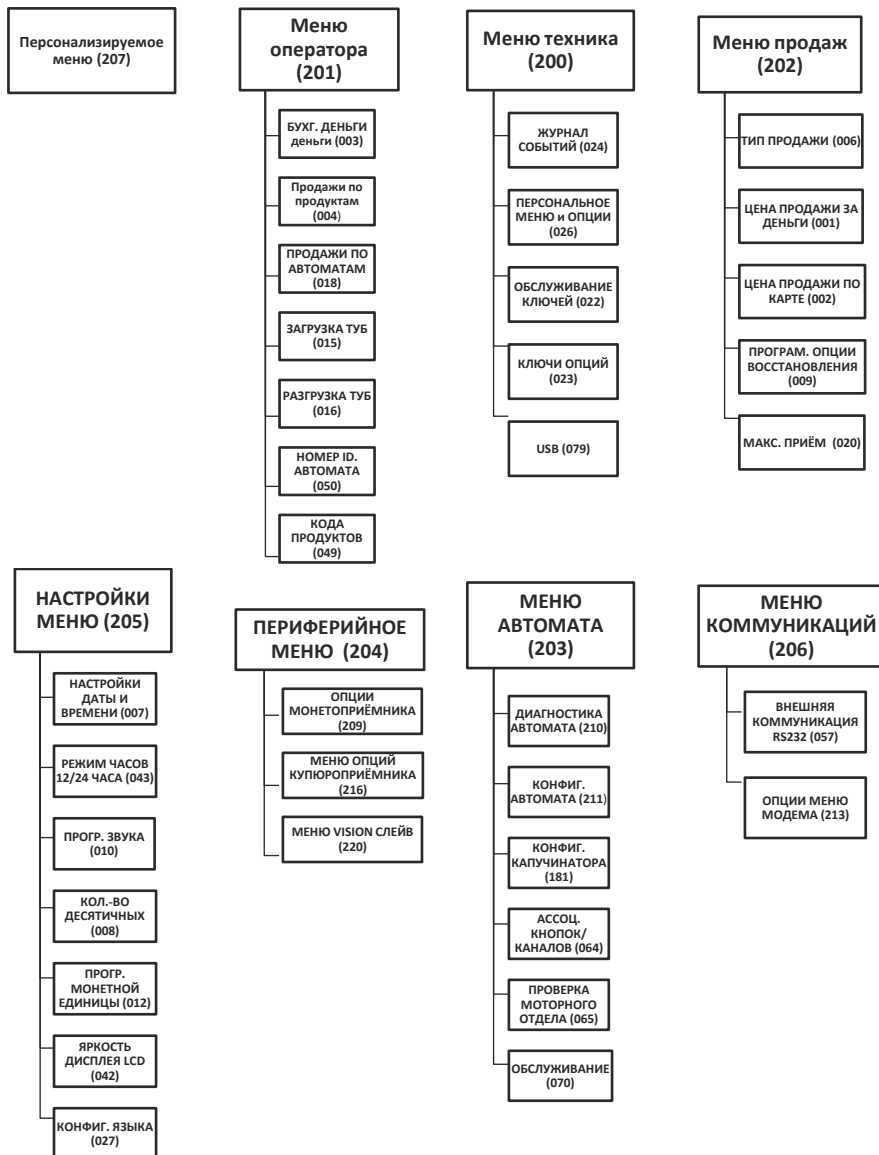 Персонализируемое
меню (207)
Меню
оператора
(201)
БУХГ. ДЕНЬГИ
деньги (003)
Продажи по
продуктам
(004)
ПРОДАЖИ ПО
АВТОМАТАМ
(018)
ЗАГРУЗКА ТУБ
(015)
РАЗГРУЗКА ТУБ
(016)
НОМЕР ID.
АВТОМАТА
(050)
КОДА
ПРОДУКТОВ
(049)
Меню техника
(200)
ЖУРНАЛ
СОБЫТИЙ (024)
ПЕРСОНАЛЬНОЕ
МЕНЮ и ОПЦИИ
(026)
ОБСЛУЖИВАНИЕ
КЛЮЧЕЙ (022)
КЛЮЧИ ОПЦИЙ
(023)
USB (079)
Меню продаж
(202)
ТИП ПРОДАЖИ (006)
ЦЕНА ПРОДАЖИ ЗА
ДЕНЬГИ (001)
ЦЕНА ПРОДАЖИ ПО
КАРТЕ (002)
ПРОГРАМ. ОПЦИИ
ВОССТАНОВЛЕНИЯ
(009)
МАКС. ПРИЁМ (020)
НАСТРОЙКИ
МЕНЮ (205)
НАСТРОЙКИ
ДАТЫ И
ВРЕМЕНИ (007)
РЕЖИМ ЧАСОВ
12/24 ЧАСА (043)
ПРОГР. ЗВУКА
(010)
КОЛ.-ВО
ДЕСЯТИЧНЫХ
(008)
ПРОГР.
МОНЕТНОЙ
ЕДИНИЦЫ (012)
ЯРКОСТЬ
ДИСПЛЕЯ LCD
(042)
КОНФИГ. ЯЗЫКА
(027)
ПЕРИФЕРИЙНОЕ
МЕНЮ (204)
ОПЦИИ
МОНЕТОПРИЁМНИКА
(209)
МЕНЮ ОПЦИЙ
КУПЮРОПРИЁМНИКА
(216)
МЕНЮ VISION СЛЕЙВ
(220)
МЕНЮ
АВТОМАТА
(203)
ДИАГНОСТИКА
АВТОМАТА (210)
КОНФИГ.
АВТОМАТА (211)
КОНФИГ.
КАПУЧИНАТОРА
(181)
АССОЦ.
КНОПОК/
КАНАЛОВ (064)
ПРОВЕРКА
МОТОРНОГО
ОТДЕЛА (065)
ОБСЛУЖИВАНИЕ
(070)
МЕНЮ
КОММУНИКАЦИЙ
(206)
ВНЕШНЯЯ
КОММУНИКАЦИЯ
RS232 (057)
ОПЦИИ МЕНЮ
МОДЕМА (213)